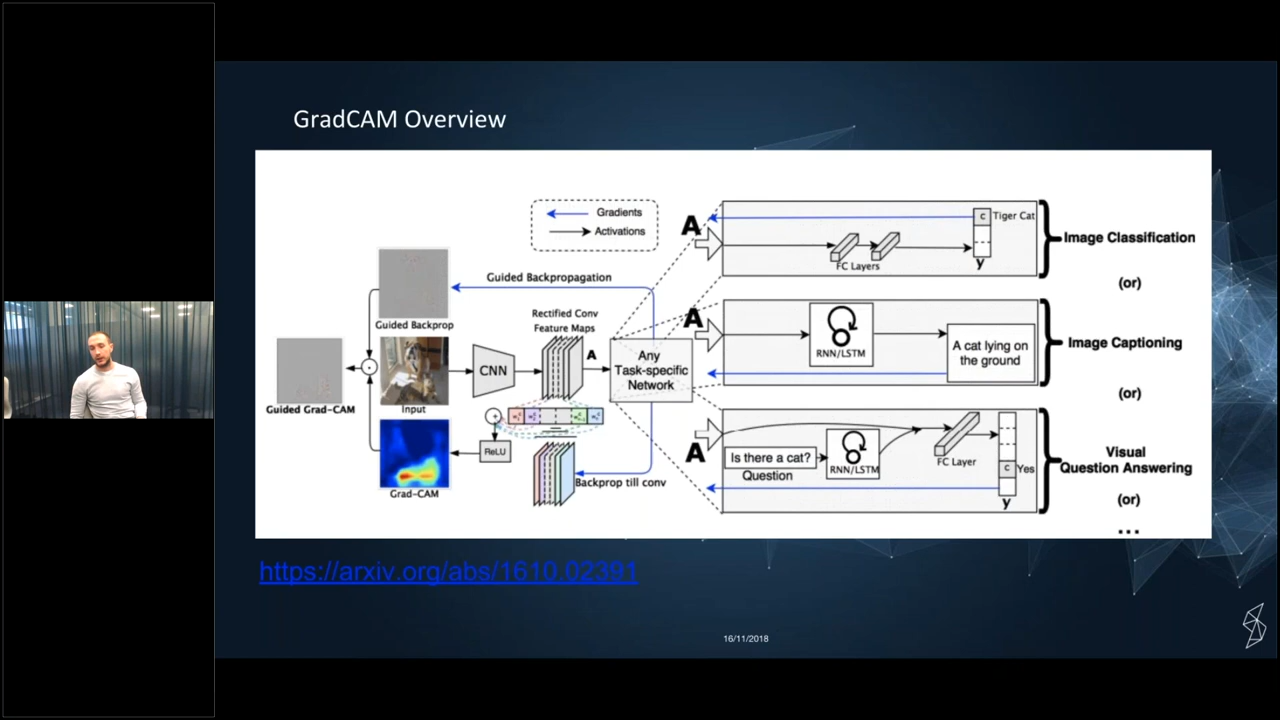 GradCAM Overview
Gradients
Activations
Guided Backpropagation
Guided Backprop
Rectified Conv
Feature Maps
A
Guided Grad-CAM
Input
CNN
Any
Task-specific
Network
ReLU
Grad-CAM
Backprop till conv
A
FC Layers
c
Tiger Cat
y
Image Classification
(or)
A
RNN/LSTM
A cat lying on
the ground
Image Captioning
(or)
A
Is there a cat?
Question
RNN/LSTM
FC Layer
c
Yes
y
Visual
Question Answering
(or)
...
https://arxiv.org/abs/1610.02391
16/11/2018